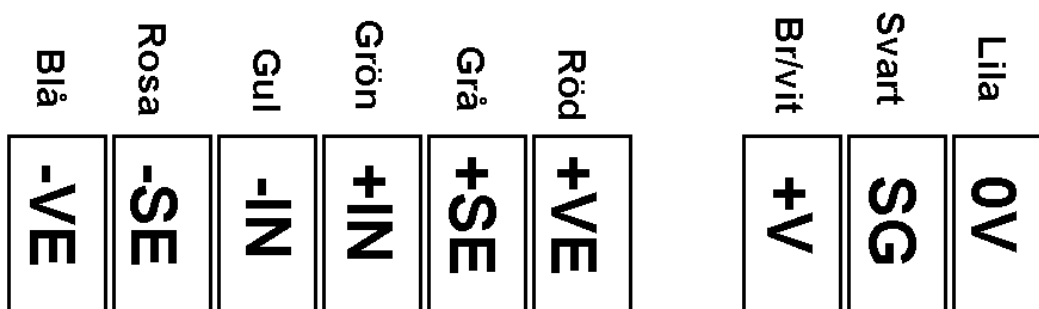 Blå
Rosa
Gul
Grön
Grå
Röd
Br/vit
Svart
Lila
-VE
-SE
-IN
+IN
+SE
+VE
+V
SG
0V